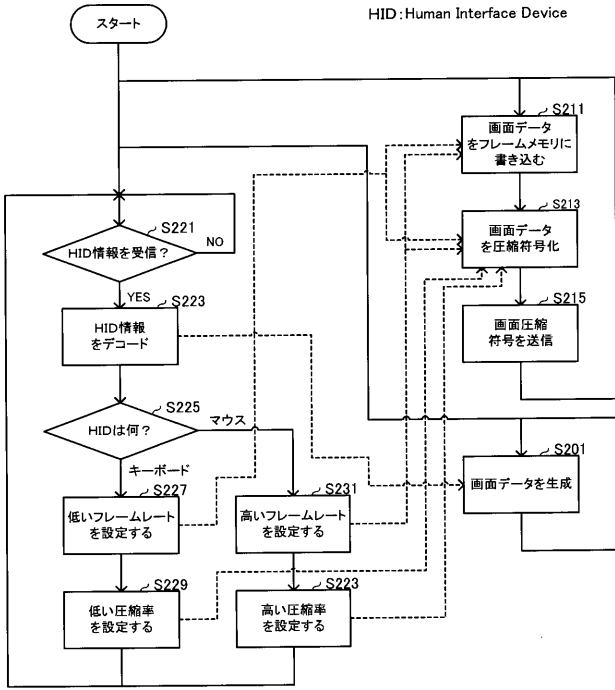 HID:Human Interface Device
スタート
S211
画面データ
をフレームメモリに
書き込む
S213
画面データ
を圧縮符号化
S215
画面圧縮
符号を送信
S221
HID情報を受信?
NO
YES
S223
HID情報
をデコード
S225
HIDは何?
マウス
キーボード
S201
画面データを生成
S227
低いフレームレート
を設定する
S231
高いフレームレート
を設定する
S229
低い圧縮率
を設定する
S223
高い圧縮率
を設定する